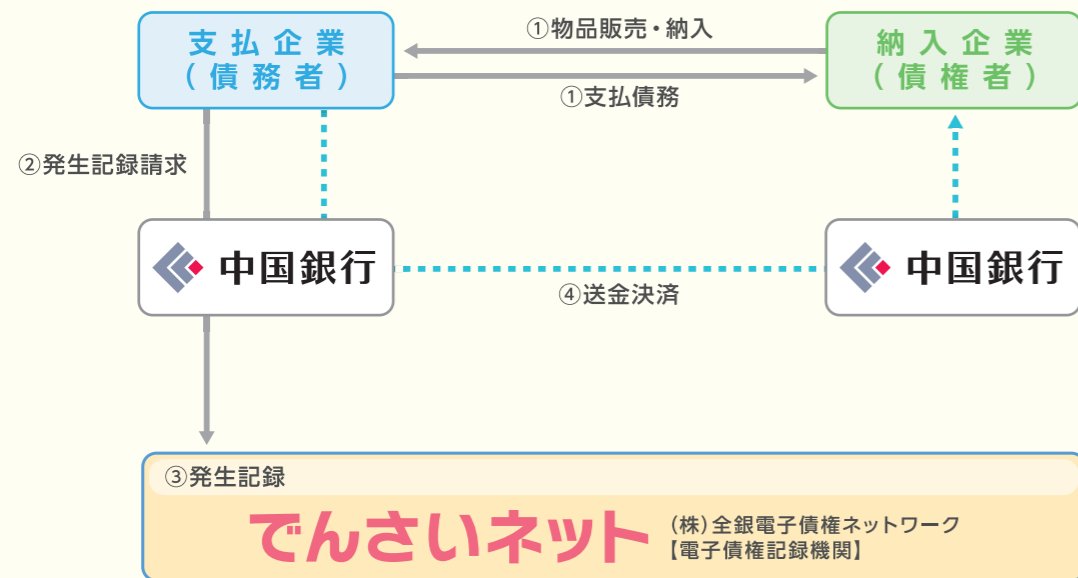 支払企業
(債務者)
①物品販売・納入
①支払債務
納入企業
(債権者)
②発生記録請求
中国銀行
④送金決済
中国銀行
③発生記録
でんさいネット
(株)全銀電子債権ネットワーク
【電子債権記録機関】